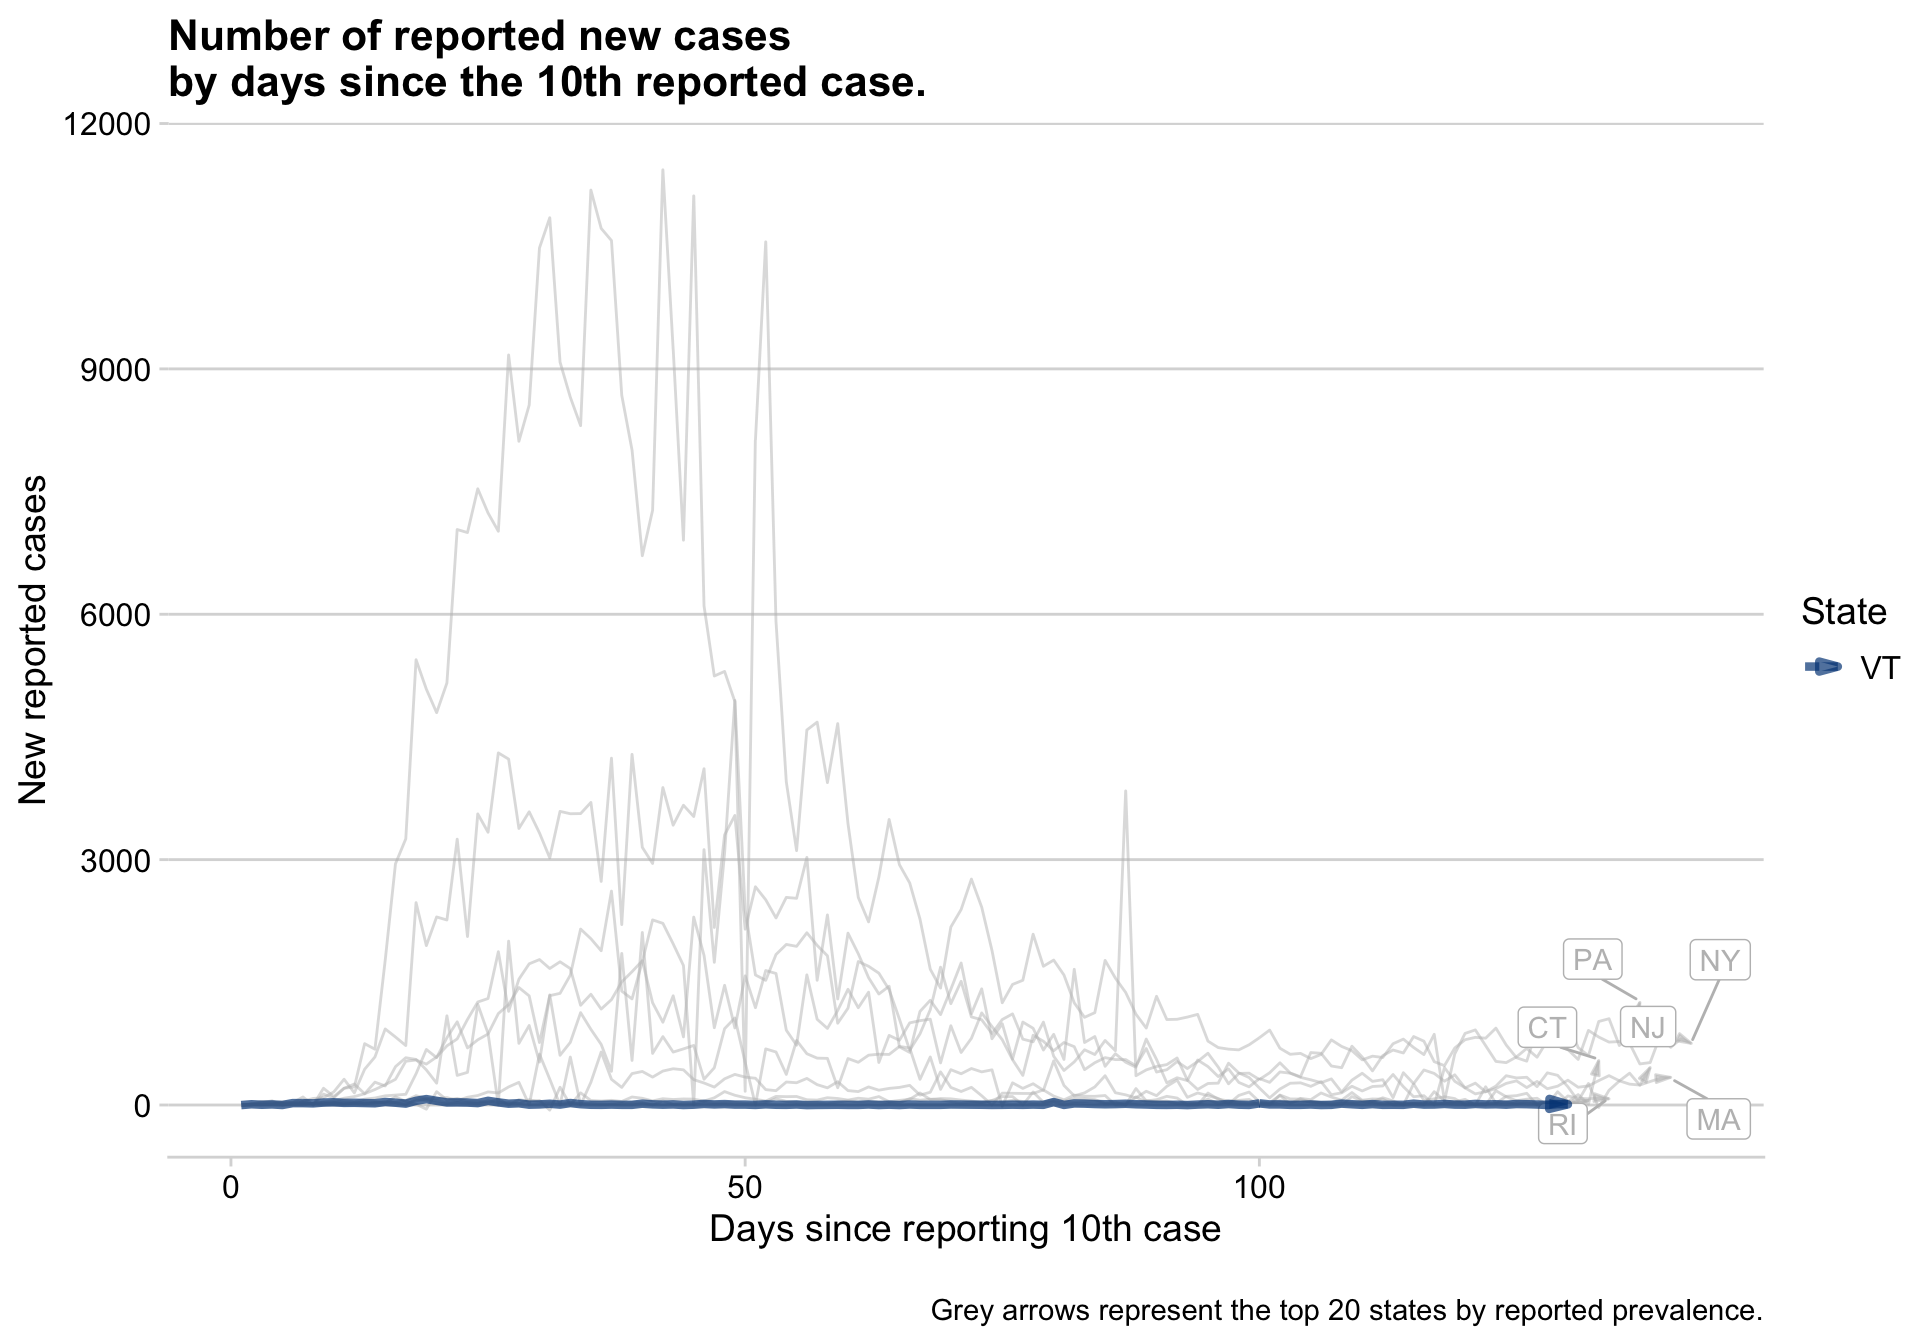 Number of reported new cases
by days since the 10th reported case.
12000
9000
6000
3000
0
New reported cases
PA
NY
CT
NJ
RI
MA
State
VT
0
50
100
Days since reporting 10th case
Grey arrows represent the top 20 states by reported prevalence.